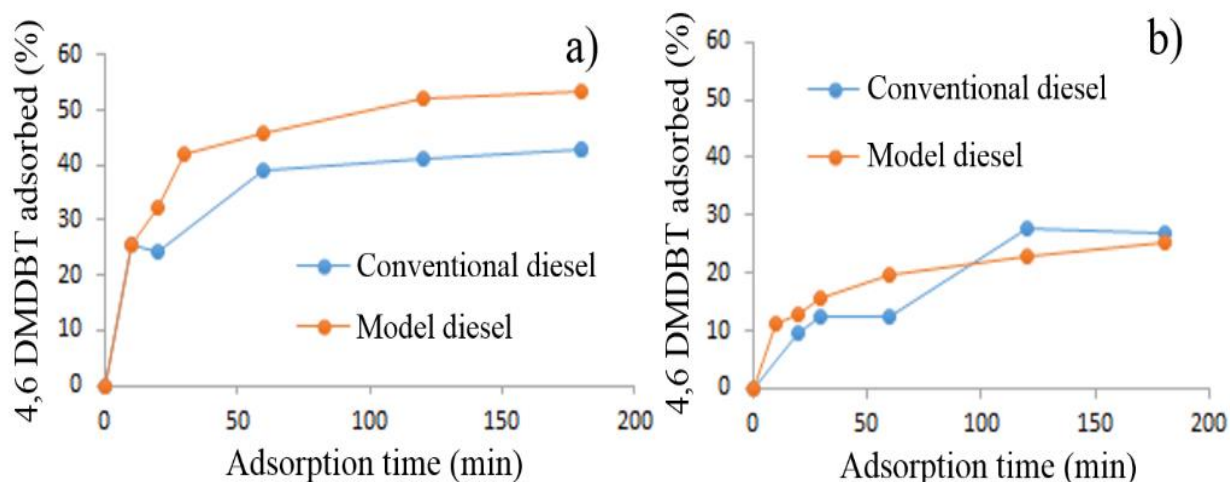 4,6 DMDBT adsorbed (%)
60
50
40
30
20
10
0
a)
Conventional diesel
Model diesel
0 50 100 150 200
Adsorption time (min)
4,6 DMDBT adsorbed (%)
60
50
40
30
20
10
0
b)
Conventional diesel
Model diesel
0 50 100 150 200
Adsorption time (min)